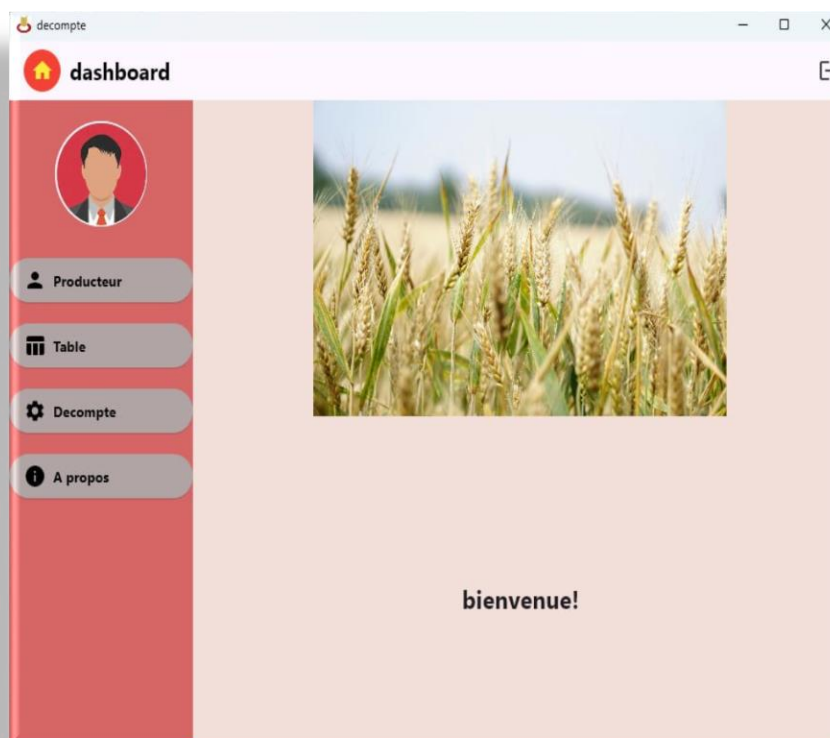 decompte
dashboard
Producteur
Table
Decompte
A propos
bienvenue!